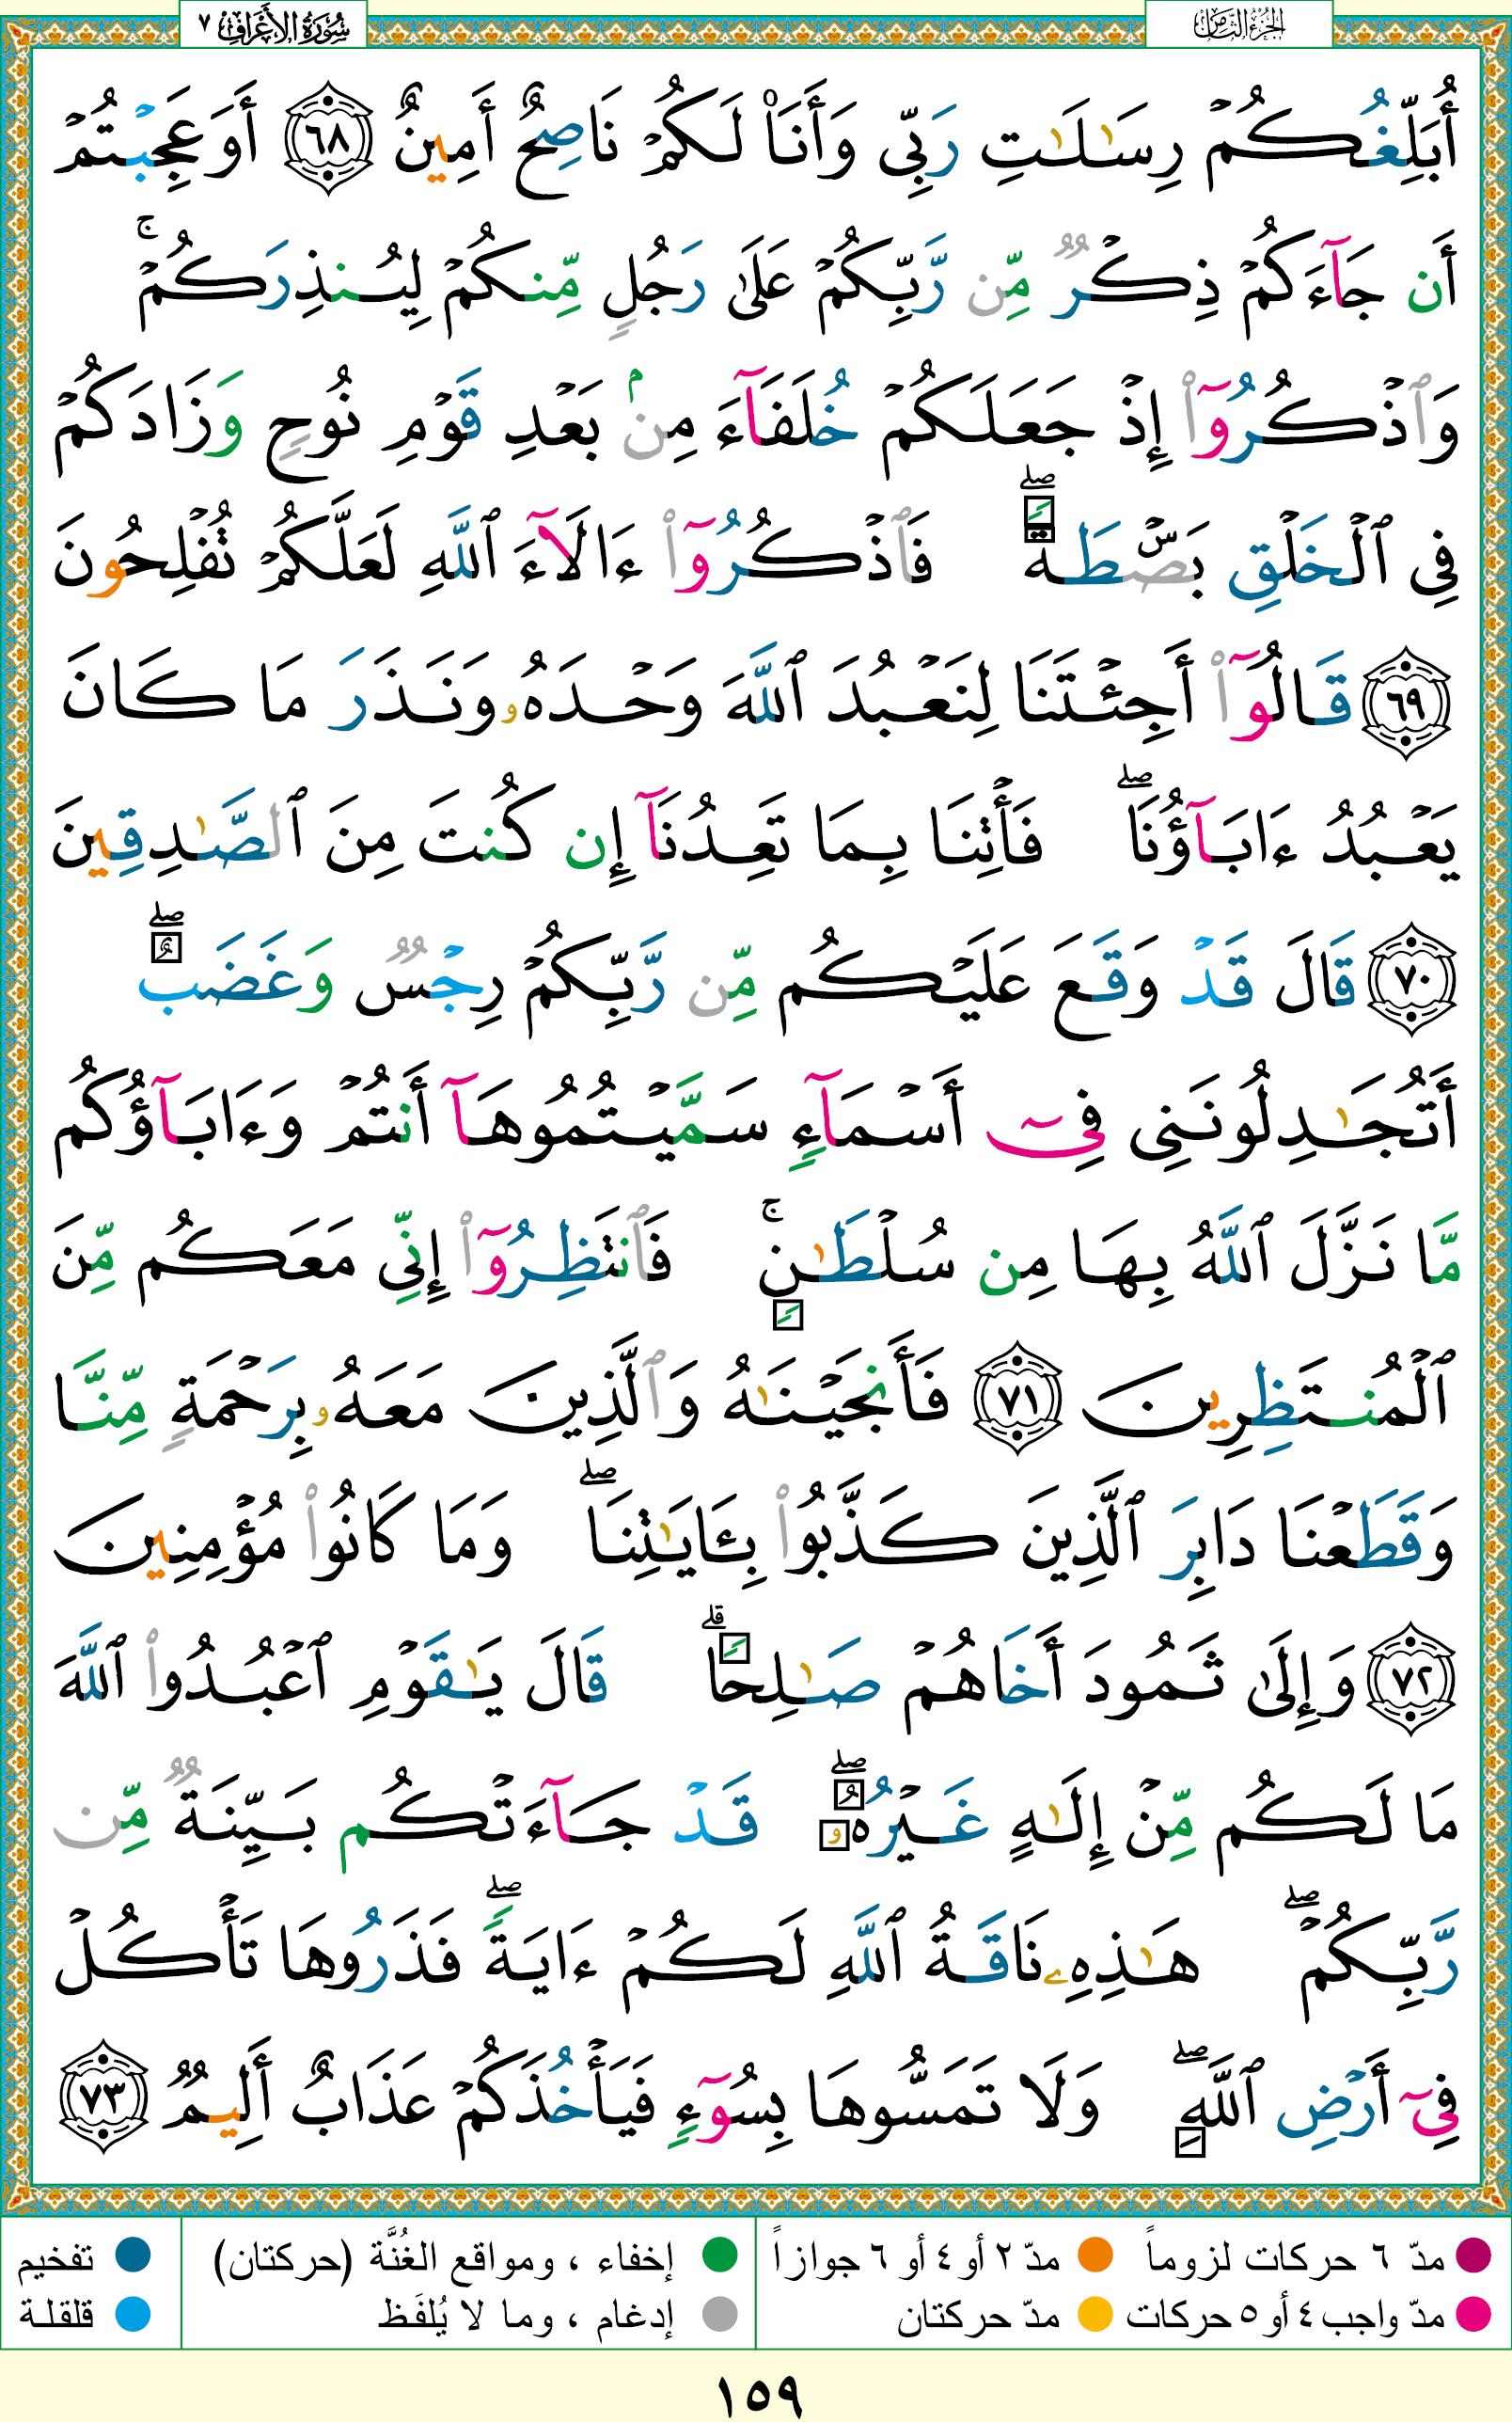 الجزء الثامن
سُورَةُ الأَعْرَافِ ٧
أُبَلِّغُكُمْ رِسَٰلَٰتِ رَبِّى وَأَنَا۠ لَكُمْ نَاصِحٌ أَمِينٌ ٦٨ أَوَعَجِبْتُمْ
أَن جَآءَكُمْ ذِكْرٌ مِّن رَّبِّكُمْ عَلَىٰ رَجُلٍ مِّنكُمْ لِيُنذِرَكُمْ ۚ
وَٱذْكُرُوٓا۟ إِذْ جَعَلَكُمْ خُلَفَآءَ مِنۢ بَعْدِ قَوْمِ نُوحٍ وَزَادَكُمْ
فِى ٱلْخَلْقِ بَصْۜطَةً ۖ فَٱذْكُرُوٓا۟ ءَالَآءَ ٱللَّهِ لَعَلَّكُمْ تُفْلِحُونَ
٦٩ قَالُوٓا۟ أَجِئْتَنَا لِنَعْبُدَ ٱللَّهَ وَحْدَهُۥ وَنَذَرَ مَا كَانَ
يَعْبُدُ ءَابَآؤُنَا ۖ فَأْتِنَا بِمَا تَعِدُنَآ إِن كُنتَ مِنَ ٱلصَّٰدِقِينَ
٧٠ قَالَ قَدْ وَقَعَ عَلَيْكُم مِّن رَّبِّكُمْ رِجْسٌ وَغَضَبٌ ۖ
أَتُجَٰدِلُونَنِى فِىٓ أَسْمَآءٍ سَمَّيْتُمُوهَآ أَنتُمْ وَءَابَآؤُكُم
مَّا نَزَّلَ ٱللَّهُ بِهَا مِن سُلْطَٰنٍ ۚ فَٱنتَظِرُوٓا۟ إِنِّى مَعَكُم مِّنَ
ٱلْمُنتَظِرِينَ ٧١ فَأَنجَيْنَٰهُ وَٱلَّذِينَ مَعَهُۥ بِرَحْمَةٍ مِّنَّا
وَقَطَعْنَا دَابِرَ ٱلَّذِينَ كَذَّبُوا۟ بِـَٔايَٰتِنَا ۖ وَمَا كَانُوا۟ مُؤْمِنِينَ
٧٢ وَإِلَىٰ ثَمُودَ أَخَاهُمْ صَٰلِحًا ۗ قَالَ يَٰقَوْمِ ٱعْبُدُوا۟ ٱللَّهَ
مَا لَكُم مِّنْ إِلَٰهٍ غَيْرُهُۥ ۖ قَدْ جَآءَتْكُم بَيِّنَةٌ مِّن
رَّبِّكُمْ ۖ هَٰذِهِۦ نَاقَةُ ٱللَّهِ لَكُمْ ءَايَةً ۖ فَذَرُوهَا تَأْكُلْ
فِىٓ أَرْضِ ٱللَّهِ ۖ وَلَا تَمَسُّوهَا بِسُوٓءٍ فَيَأْخُذَكُمْ عَذَابٌ أَلِيمٌ ٧٣
مدّ ٦ حركات لزوماً مدّ ٢ أو ٤ أو ٦ جوازاً إخفاء ، ومواقع الغُنَّة (حركتان) تفخيم
مدّ واجب ٤ أو ٥ حركات مدّ حركتان إدغام ، وما لا يُلفَظ قلقلة
١٥٩